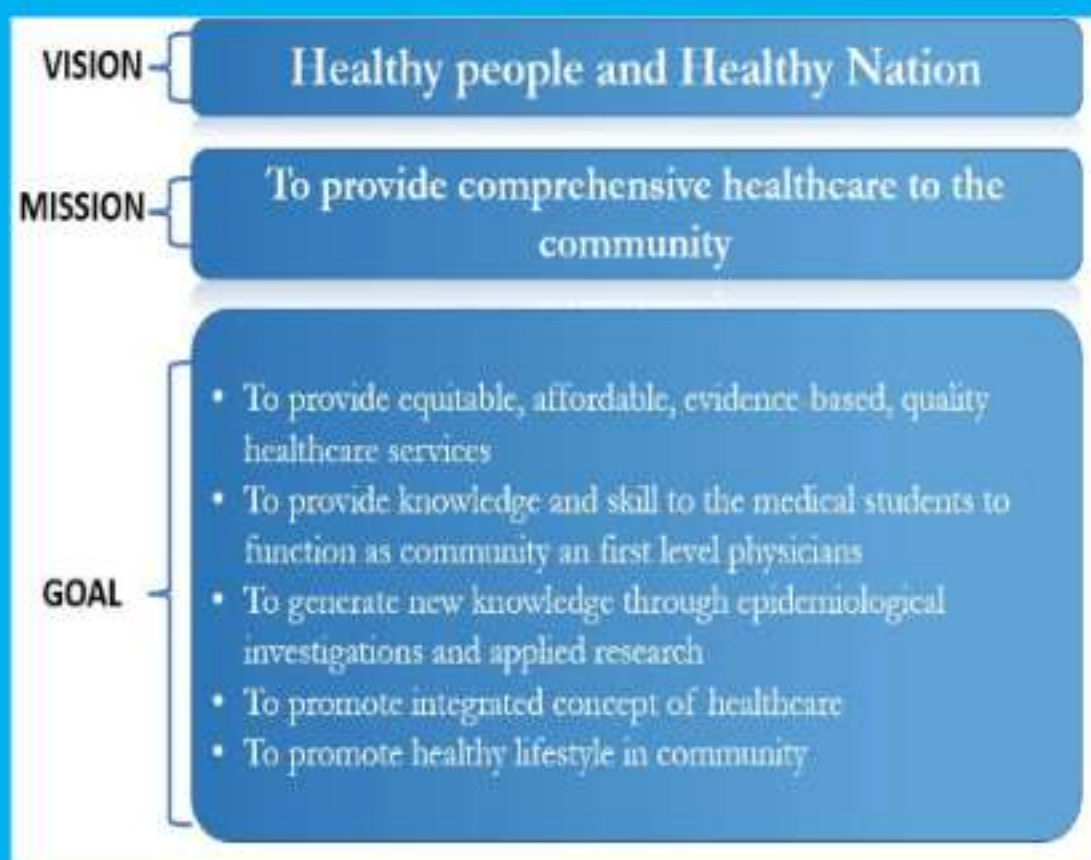 VISION
Healthy people and Healthy Nation
MISSION
To provide comprehensive healthcare to the
community
GOAL
• To provide equitable, affordable, evidence-based, quality
healthcare services
• To provide knowledge and skill to the medical students to
function as community an first level physicians
• To generate new knowledge through epidemiological
investigations and applied research
• To promote integrated concept of healthcare
• To promote healthy lifestyle in community